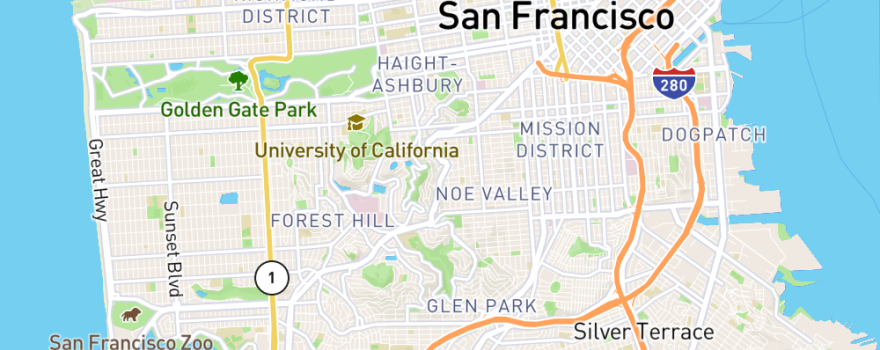 DISTRICT
San Francisco
HAIGHT-
ASHBURY
280
Golden Gate Park
MISSION
DISTRICT
DOGPATCH
University of California
Great Hwy
NOE VALLEY
Sunset Blvd
FOREST HILL
1
GLEN PARK
Silver Terrace
San Francisco Zoo